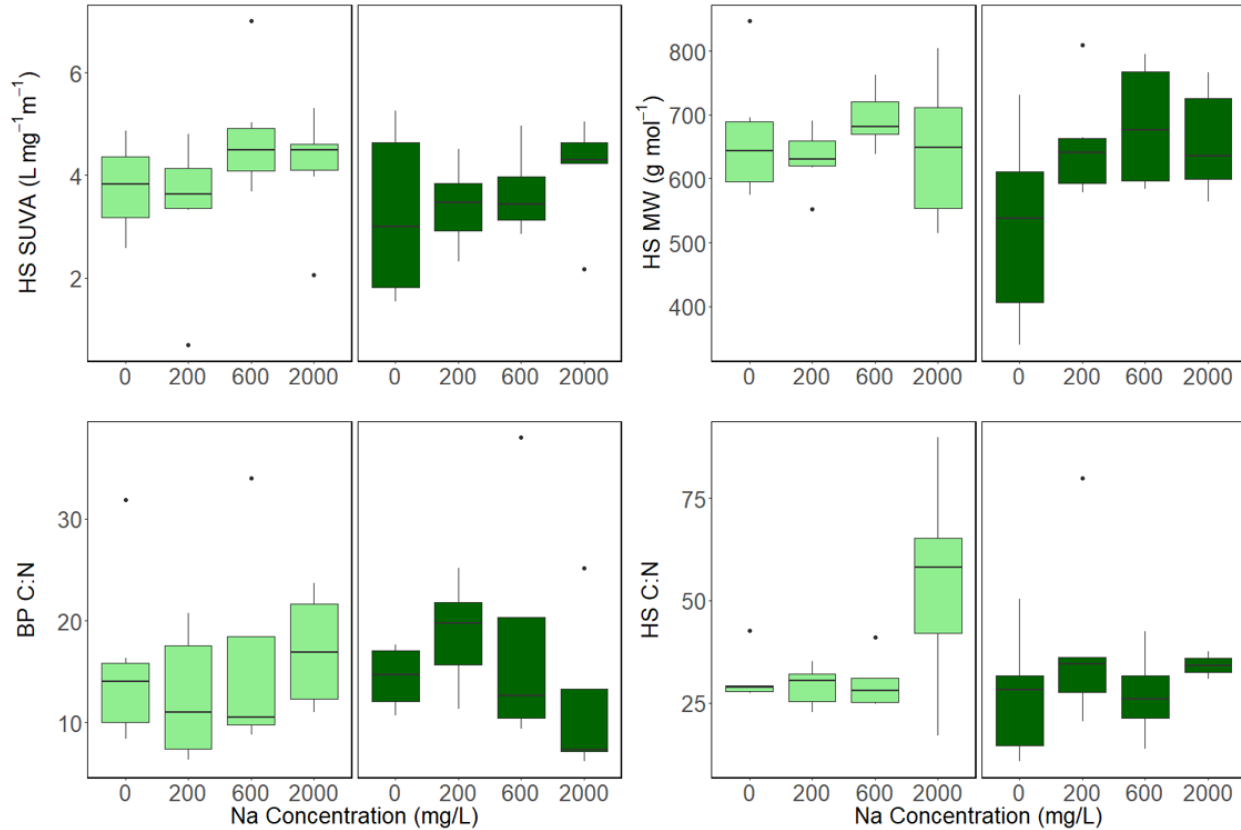 HS SUVA (L mg⁻¹m⁻¹)
6
4
2
0 200 600 2000
0 200 600 2000
HS MW (g mol⁻¹)
800
700
600
500
400
0 200 600 2000
0 200 600 2000
BP C:N
30
20
10
0 200 600 2000
0 200 600 2000
Na Concentration (mg/L)
HS C:N
75
50
25
0 200 600 2000
0 200 600 2000
Na Concentration (mg/L)